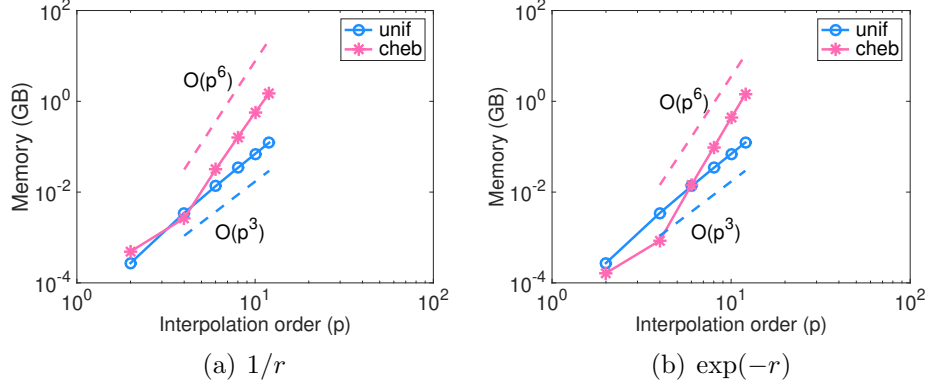 10^2
10^0
10^-2
10^-4
Memory (GB)
unif
cheb
O(p^6)
O(p^3)
10^0
10^1
10^2
Interpolation order (p)
(a) 1/r
10^2
10^0
10^-2
10^-4
Memory (GB)
unif
cheb
O(p^6)
O(p^3)
10^0
10^1
10^2
Interpolation order (p)
(b) exp(−r)